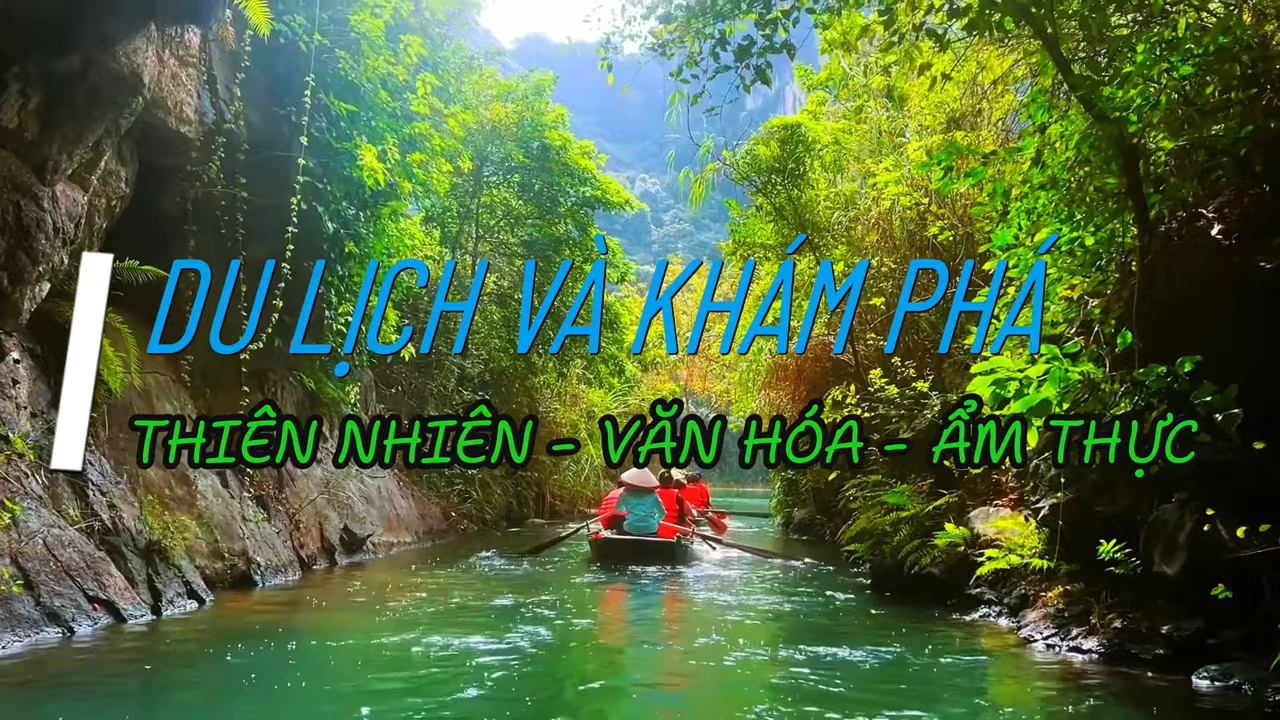 DU LỊCH VÀ KHÁM PHÁ
THIÊN NHIÊN - VĂN HÓA - ẨM THỰC